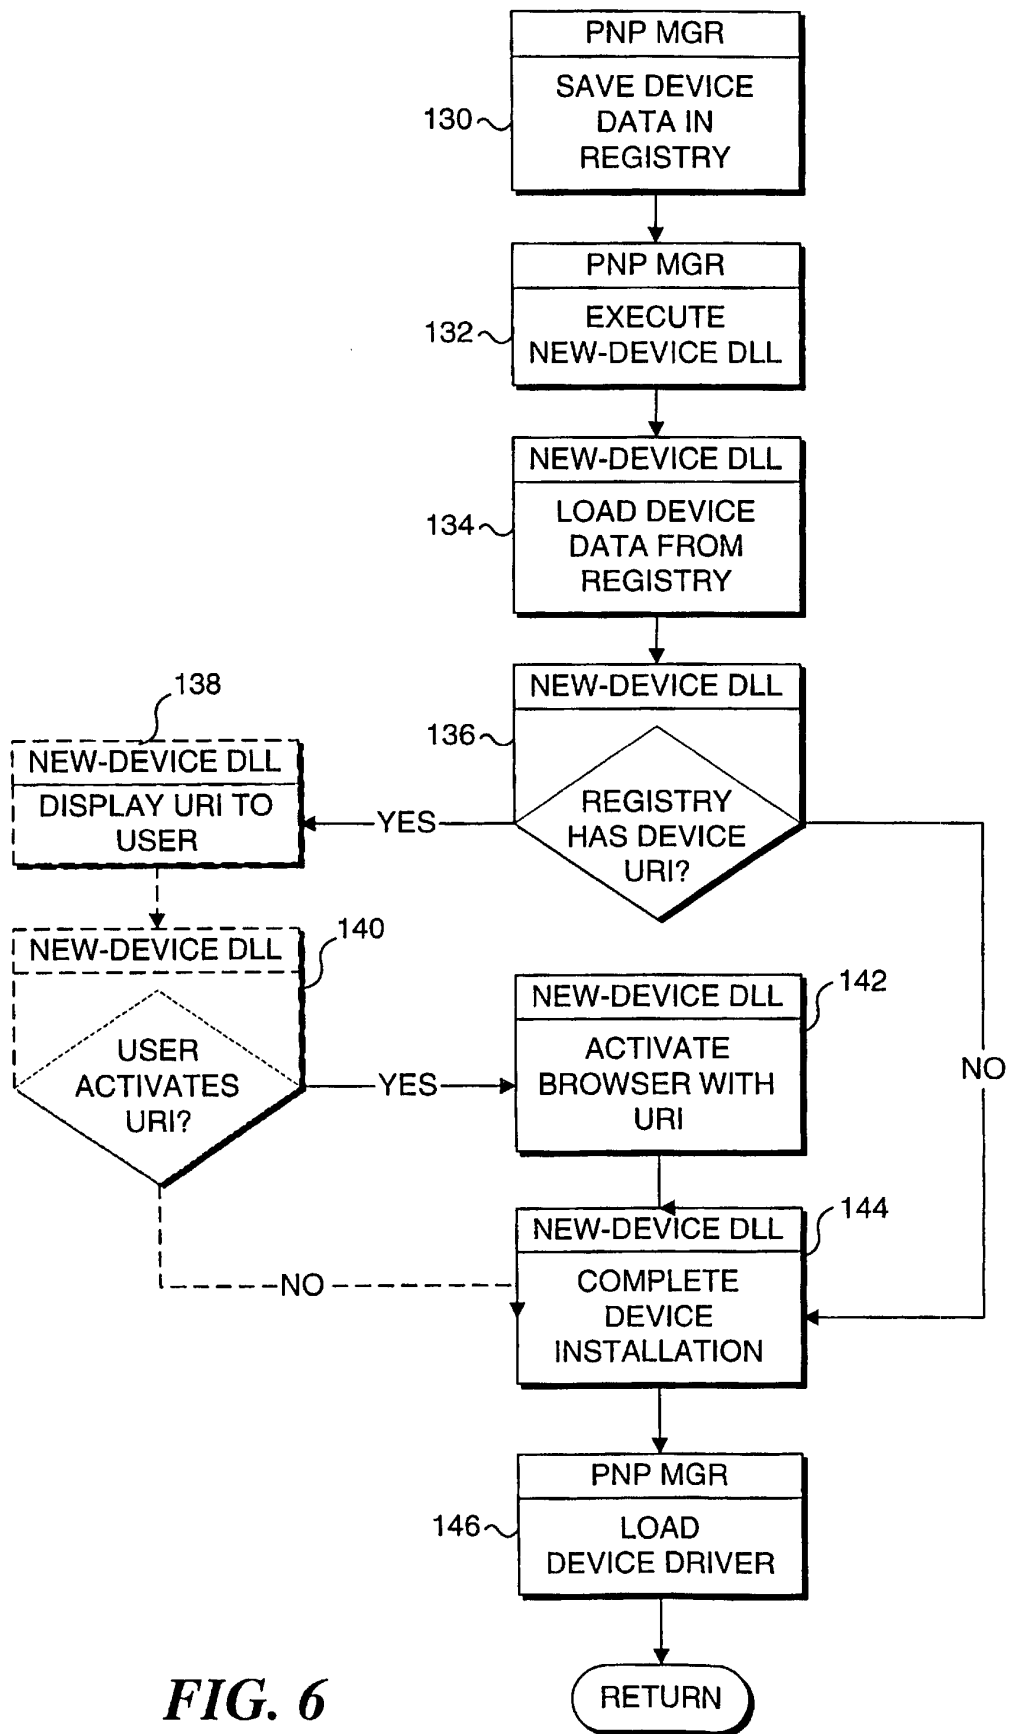 PNP MGR
130
SAVE DEVICE
DATA IN
REGISTRY
PNP MGR
132
EXECUTE
NEW-DEVICE DLL
NEW-DEVICE DLL
134
LOAD DEVICE
DATA FROM
REGISTRY
NEW-DEVICE DLL
136
REGISTRY
HAS DEVICE
URI?
YES
NO
138
NEW-DEVICE DLL
DISPLAY URI TO
USER
140
NEW-DEVICE DLL
USER
ACTIVATES
URI?
YES
NO
142
NEW-DEVICE DLL
ACTIVATE
BROWSER WITH
URI
144
NEW-DEVICE DLL
COMPLETE
DEVICE
INSTALLATION
PNP MGR
146
LOAD
DEVICE DRIVER
RETURN
FIG. 6